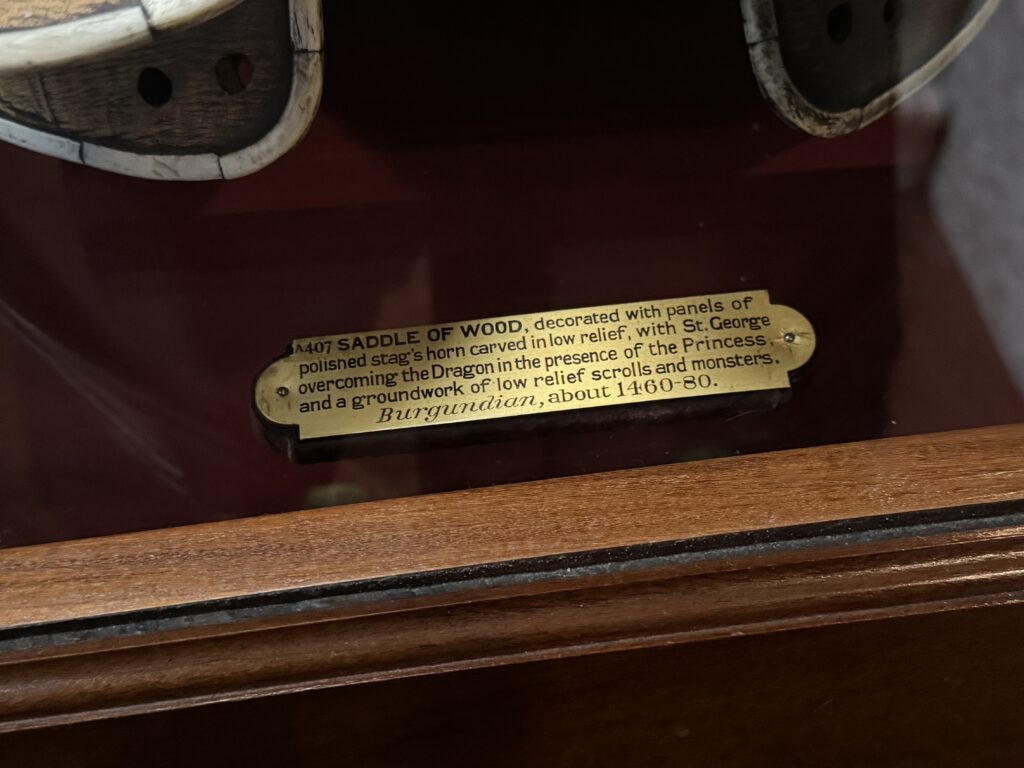 A407 SADDLE OF WOOD, decorated with panels of
polished stag's horn carved in low relief, with St. George
overcoming the Dragon in the presence of the Princess,
and a groundwork of low relief scrolls and monsters.
Burgundian, about 1460-80.